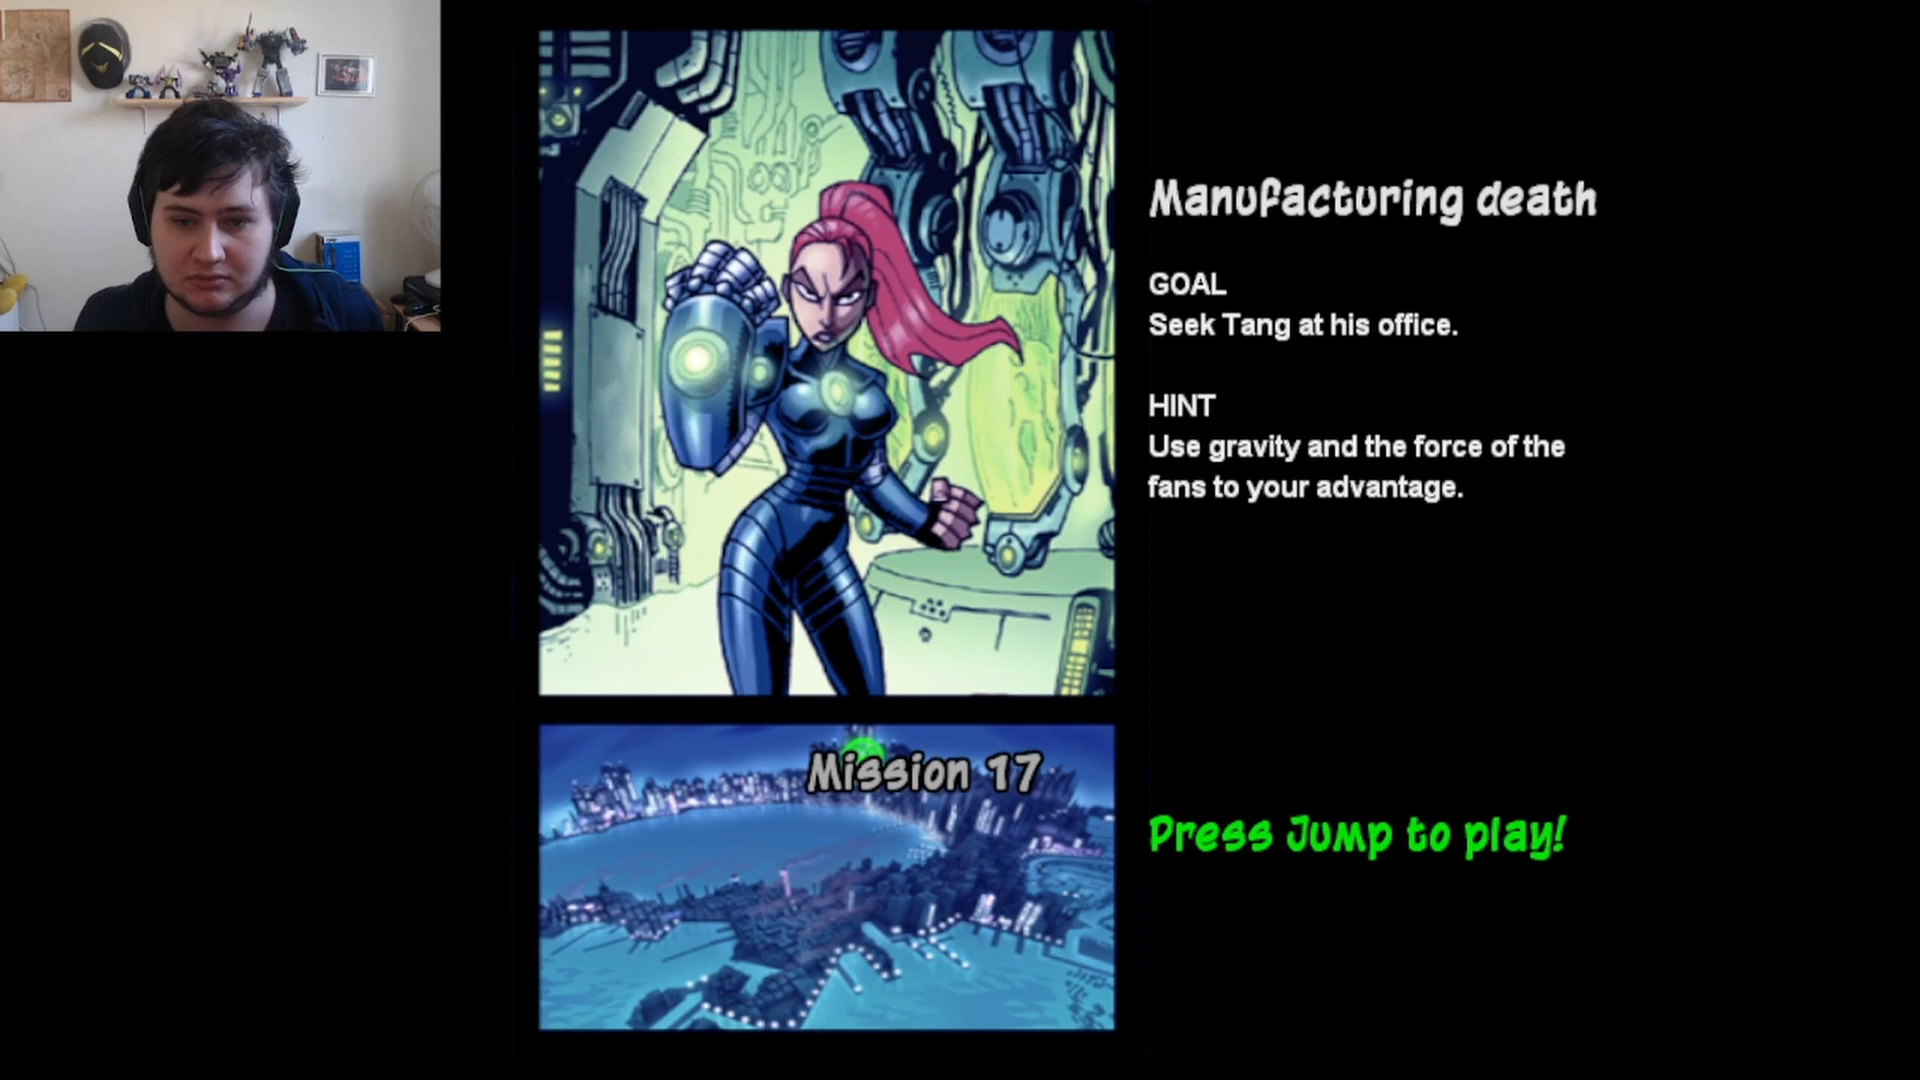 Manufacturing death
GOAL
Seek Tang at his office.
HINT
Use gravity and the force of the
fans to your advantage.
Mission 17
Press Jump to play!